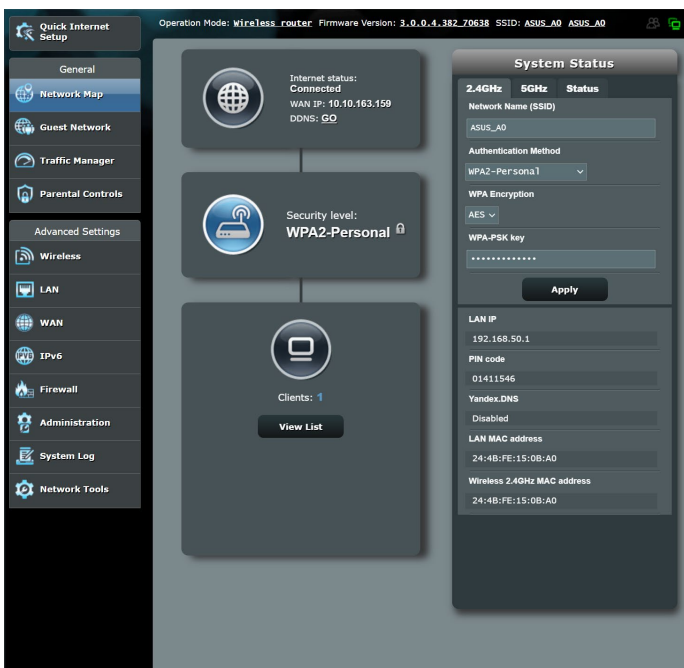 Quick Internet
Setup
Operation Mode: Wireless router Firmware Version: 3.0.0.4.382_70638 SSID: ASUS_A0 ASUS_A0
General
Network Map
Guest Network
Traffic Manager
Parental Controls
Advanced Settings
Wireless
LAN
WAN
IPv6
Firewall
Administration
System Log
Network Tools
Internet status:
Connected
WAN IP: 10.10.163.159
DDNS: GO
Security level:
WPA2-Personal
Clients: 1
View List
System Status
2.4GHz 5GHz Status
Network Name (SSID)
ASUS_A0
Authentication Method
WPA2-Personal
WPA Encryption
AES
WPA-PSK key
•••••••••••••
Apply
LAN IP
192.168.50.1
PIN code
01411546
Yandex.DNS
Disabled
LAN MAC address
24:4B:FE:15:0B:A0
Wireless 2.4GHz MAC address
24:4B:FE:15:0B:A0